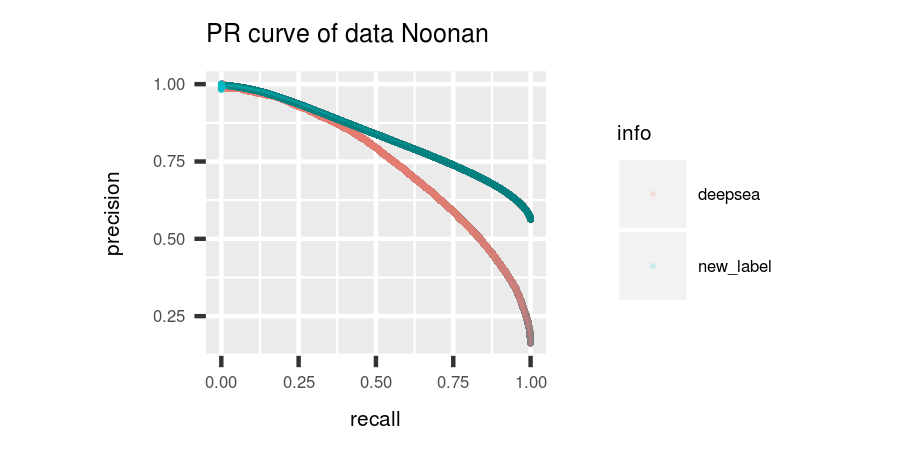 PR curve of data Noonan
1.00
0.75
0.50
0.25
precision
0.00 0.25 0.50 0.75 1.00
recall
info
deepsea
new_label